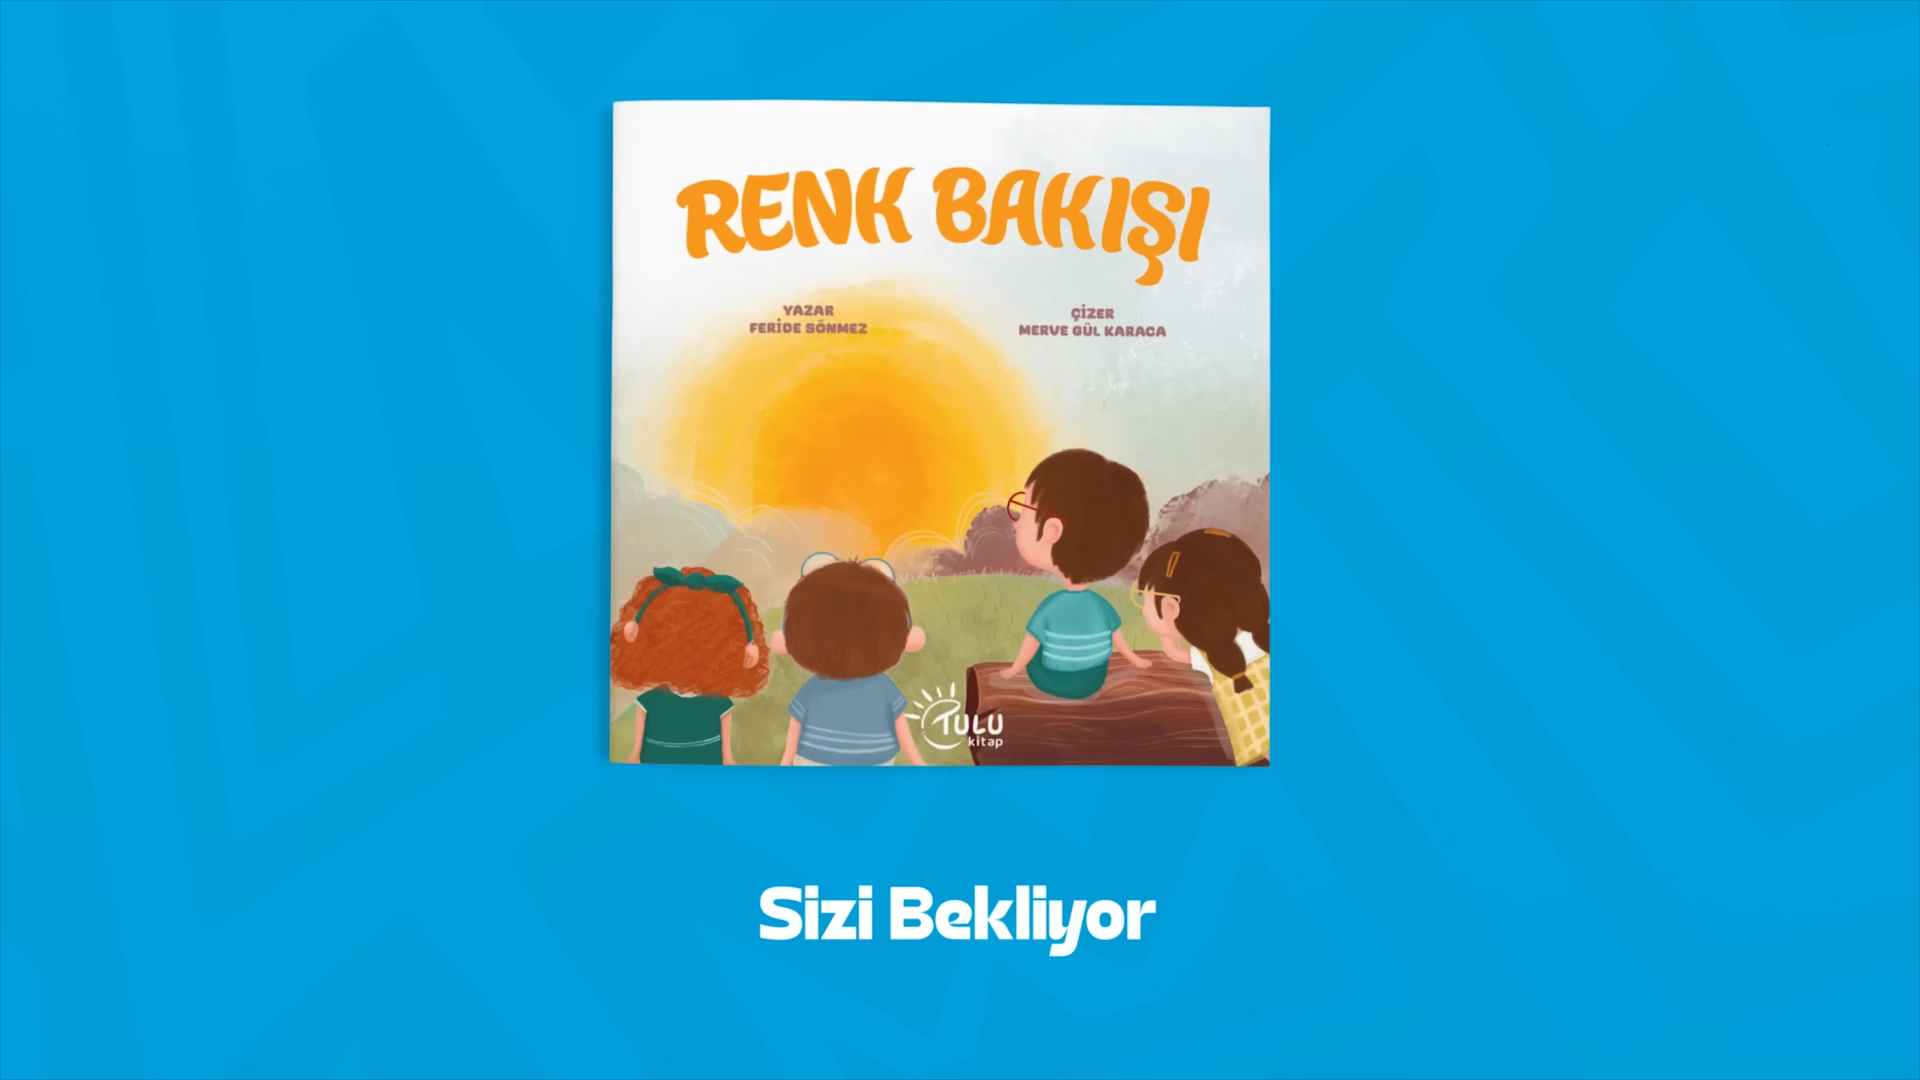 RENK BAKIŞI
YAZAR
FERİDE SÖNMEZ
ÇİZER
MERVE GÜL KARACA
TULU
kitap
Sizi Bekliyor